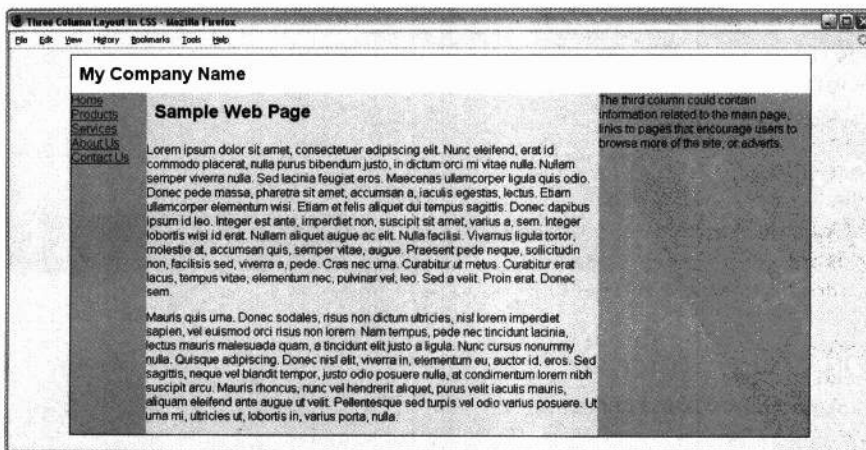 Three Column Layout in CSS - Mozilla Firefox
File Edit View History Bookmarks Tools Help
My Company Name
Home
Products
Services
About Us
Contact Us
Sample Web Page
Lorem ipsum dolor sit amet, consectetuer adipiscing elit. Nunc eleifend, erat id
commodo placerat, nulla purus bibendum justo, in dictum orci mi vitae nulla. Nullam
semper viverra nulla. Sed lacinia feugiat eros. Maecenas ullamcorper ligula quis odio.
Donec pede massa, pharetra sit amet, accumsan a, iaculis egestas, lectus. Etiam
ullamcorper elementum wisi. Etiam et felis aliquet dui tempus sagittis. Donec dapibus
ipsum id leo. Integer est ante, imperdiet non, suscipit sit amet, varius a, sem. Integer
lobortis wisi id erat. Nullam aliquet augue ac elit. Nulla facilisi. Vivamus ligula tortor,
molestie at, accumsan quis, semper vitae, augue. Praesent pede neque, sollicitudin
non, facilisis sed, viverra a, pede. Cras nec urna. Curabitur ut metus. Curabitur erat
lacus, tempus vitae, elementum nec, pulvinar vel, leo. Sed a velit. Proin erat. Donec
sem.
Mauris quis urna. Donec sodales, risus non dictum ultricies, nisl lorem imperdiet
sapien, vel euismod orci risus non lorem. Nam tempus, pede nec tincidunt lacinia,
lectus mauris malesuada quam, a tincidunt elit justo a ligula. Nunc cursus nonummy
nulla. Quisque adipiscing. Donec nisl elit, viverra in, elementum eu, auctor id, eros. Sed
sagittis, neque vel blandit tempor, justo odio posuere nulla, at condimentum lorem nibh
suscipit arcu. Mauris rhoncus, nunc vel hendrerit aliquet, purus velit iaculis mauris,
aliquam eleifend ante augue ut velit. Pellentesque sed turpis vel odio varius posuere. Ut
urna mi, ultricies ut, lobortis in, varius porta, nulla.
The third column could contain
information related to the main page,
links to pages that encourage users to
browse more of the site, or adverts.